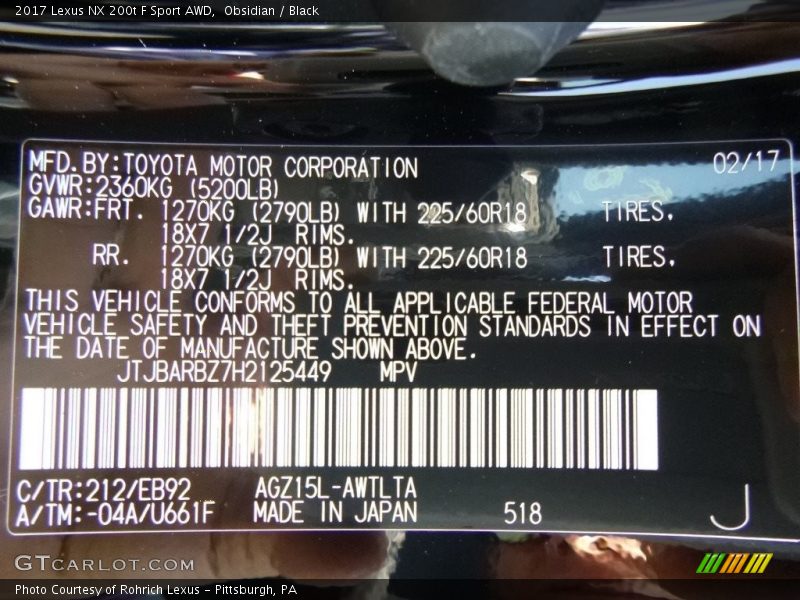 2017 Lexus NX 200t F Sport AWD, Obsidian / Black
MFD.BY:TOYOTA MOTOR CORPORATION 02/17
GVWR:2360KG (5200LB)
GAWR:FRT. 1270KG (2790LB) WITH 225/60R18 TIRES.
18X7 1/2J RIMS.
RR. 1270KG (2790LB) WITH 225/60R18 TIRES.
18X7 1/2J RIMS.
THIS VEHICLE CONFORMS TO ALL APPLICABLE FEDERAL MOTOR
VEHICLE SAFETY AND THEFT PREVENTION STANDARDS IN EFFECT ON
THE DATE OF MANUFACTURE SHOWN ABOVE.
JTJBARBZ7H2125449 MPV
C/TR:212/EB92 AGZ15L-AWTLTA
A/TM:-04A/U661F MADE IN JAPAN 518 J
GTCARLOT.COM
Photo Courtesy of Rohrich Lexus - Pittsburgh, PA